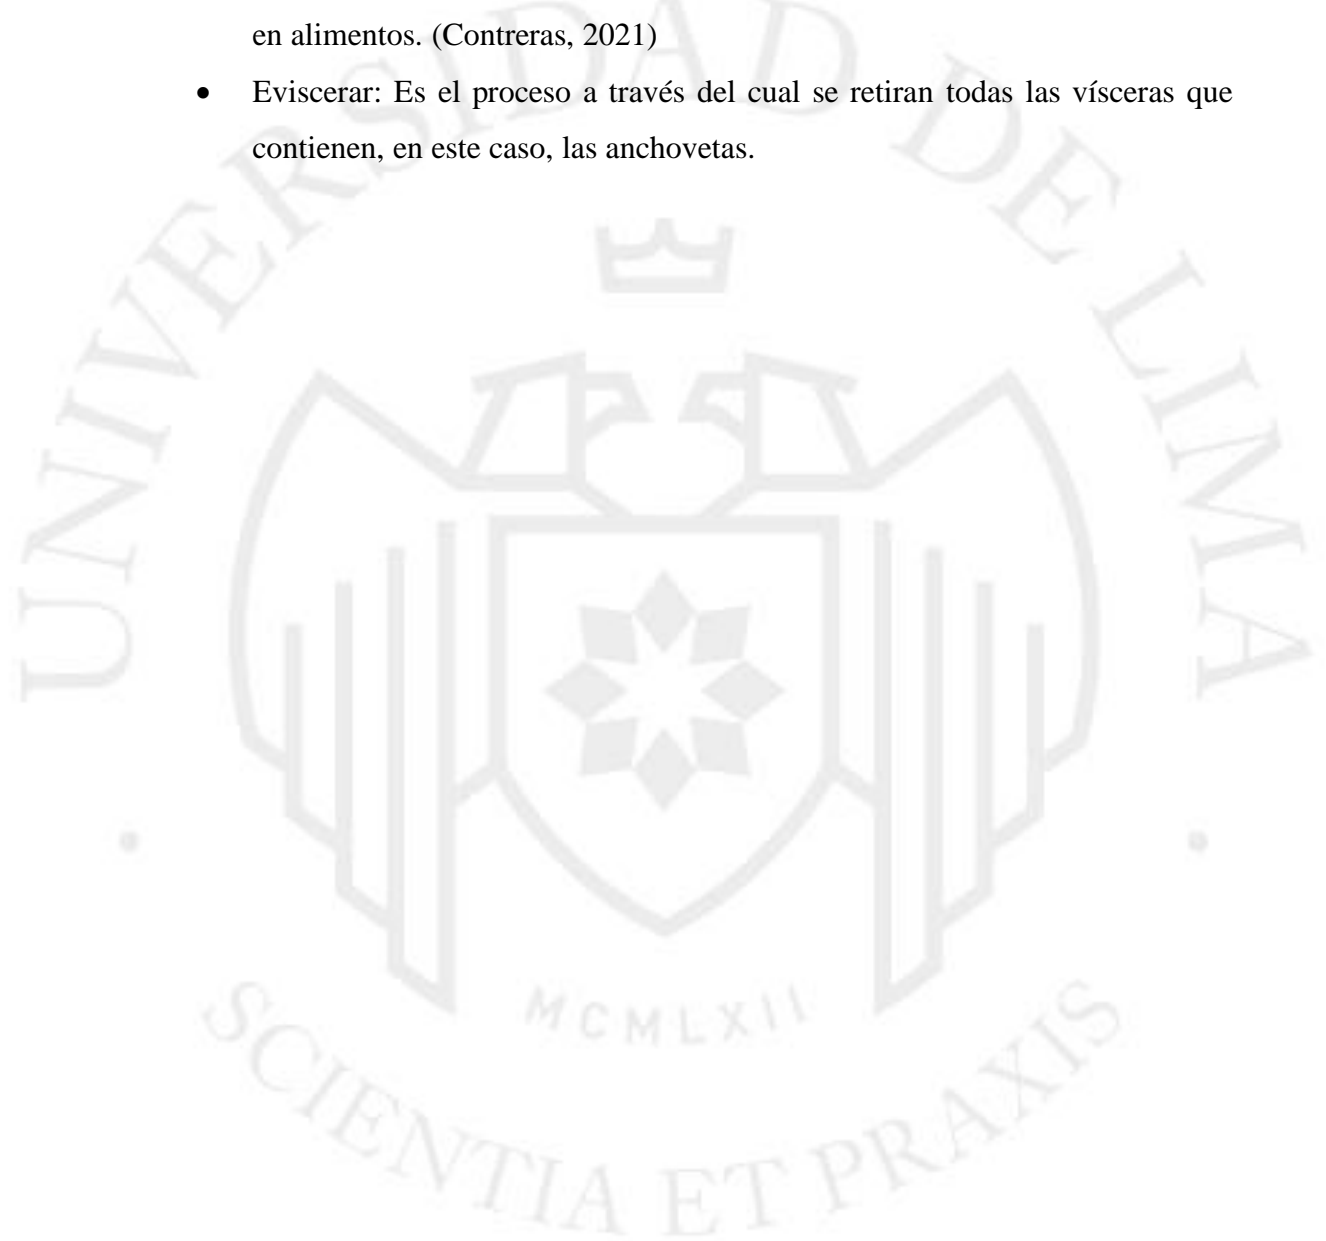 en alimentos. (Contreras, 2021)
• Eviscerar: Es el proceso a través del cual se retiran todas las vísceras que
contienen, en este caso, las anchovetas.
UNIVERSIDAD DE LIMA
MCMLXII
SCIENTIA ET PRAXIS